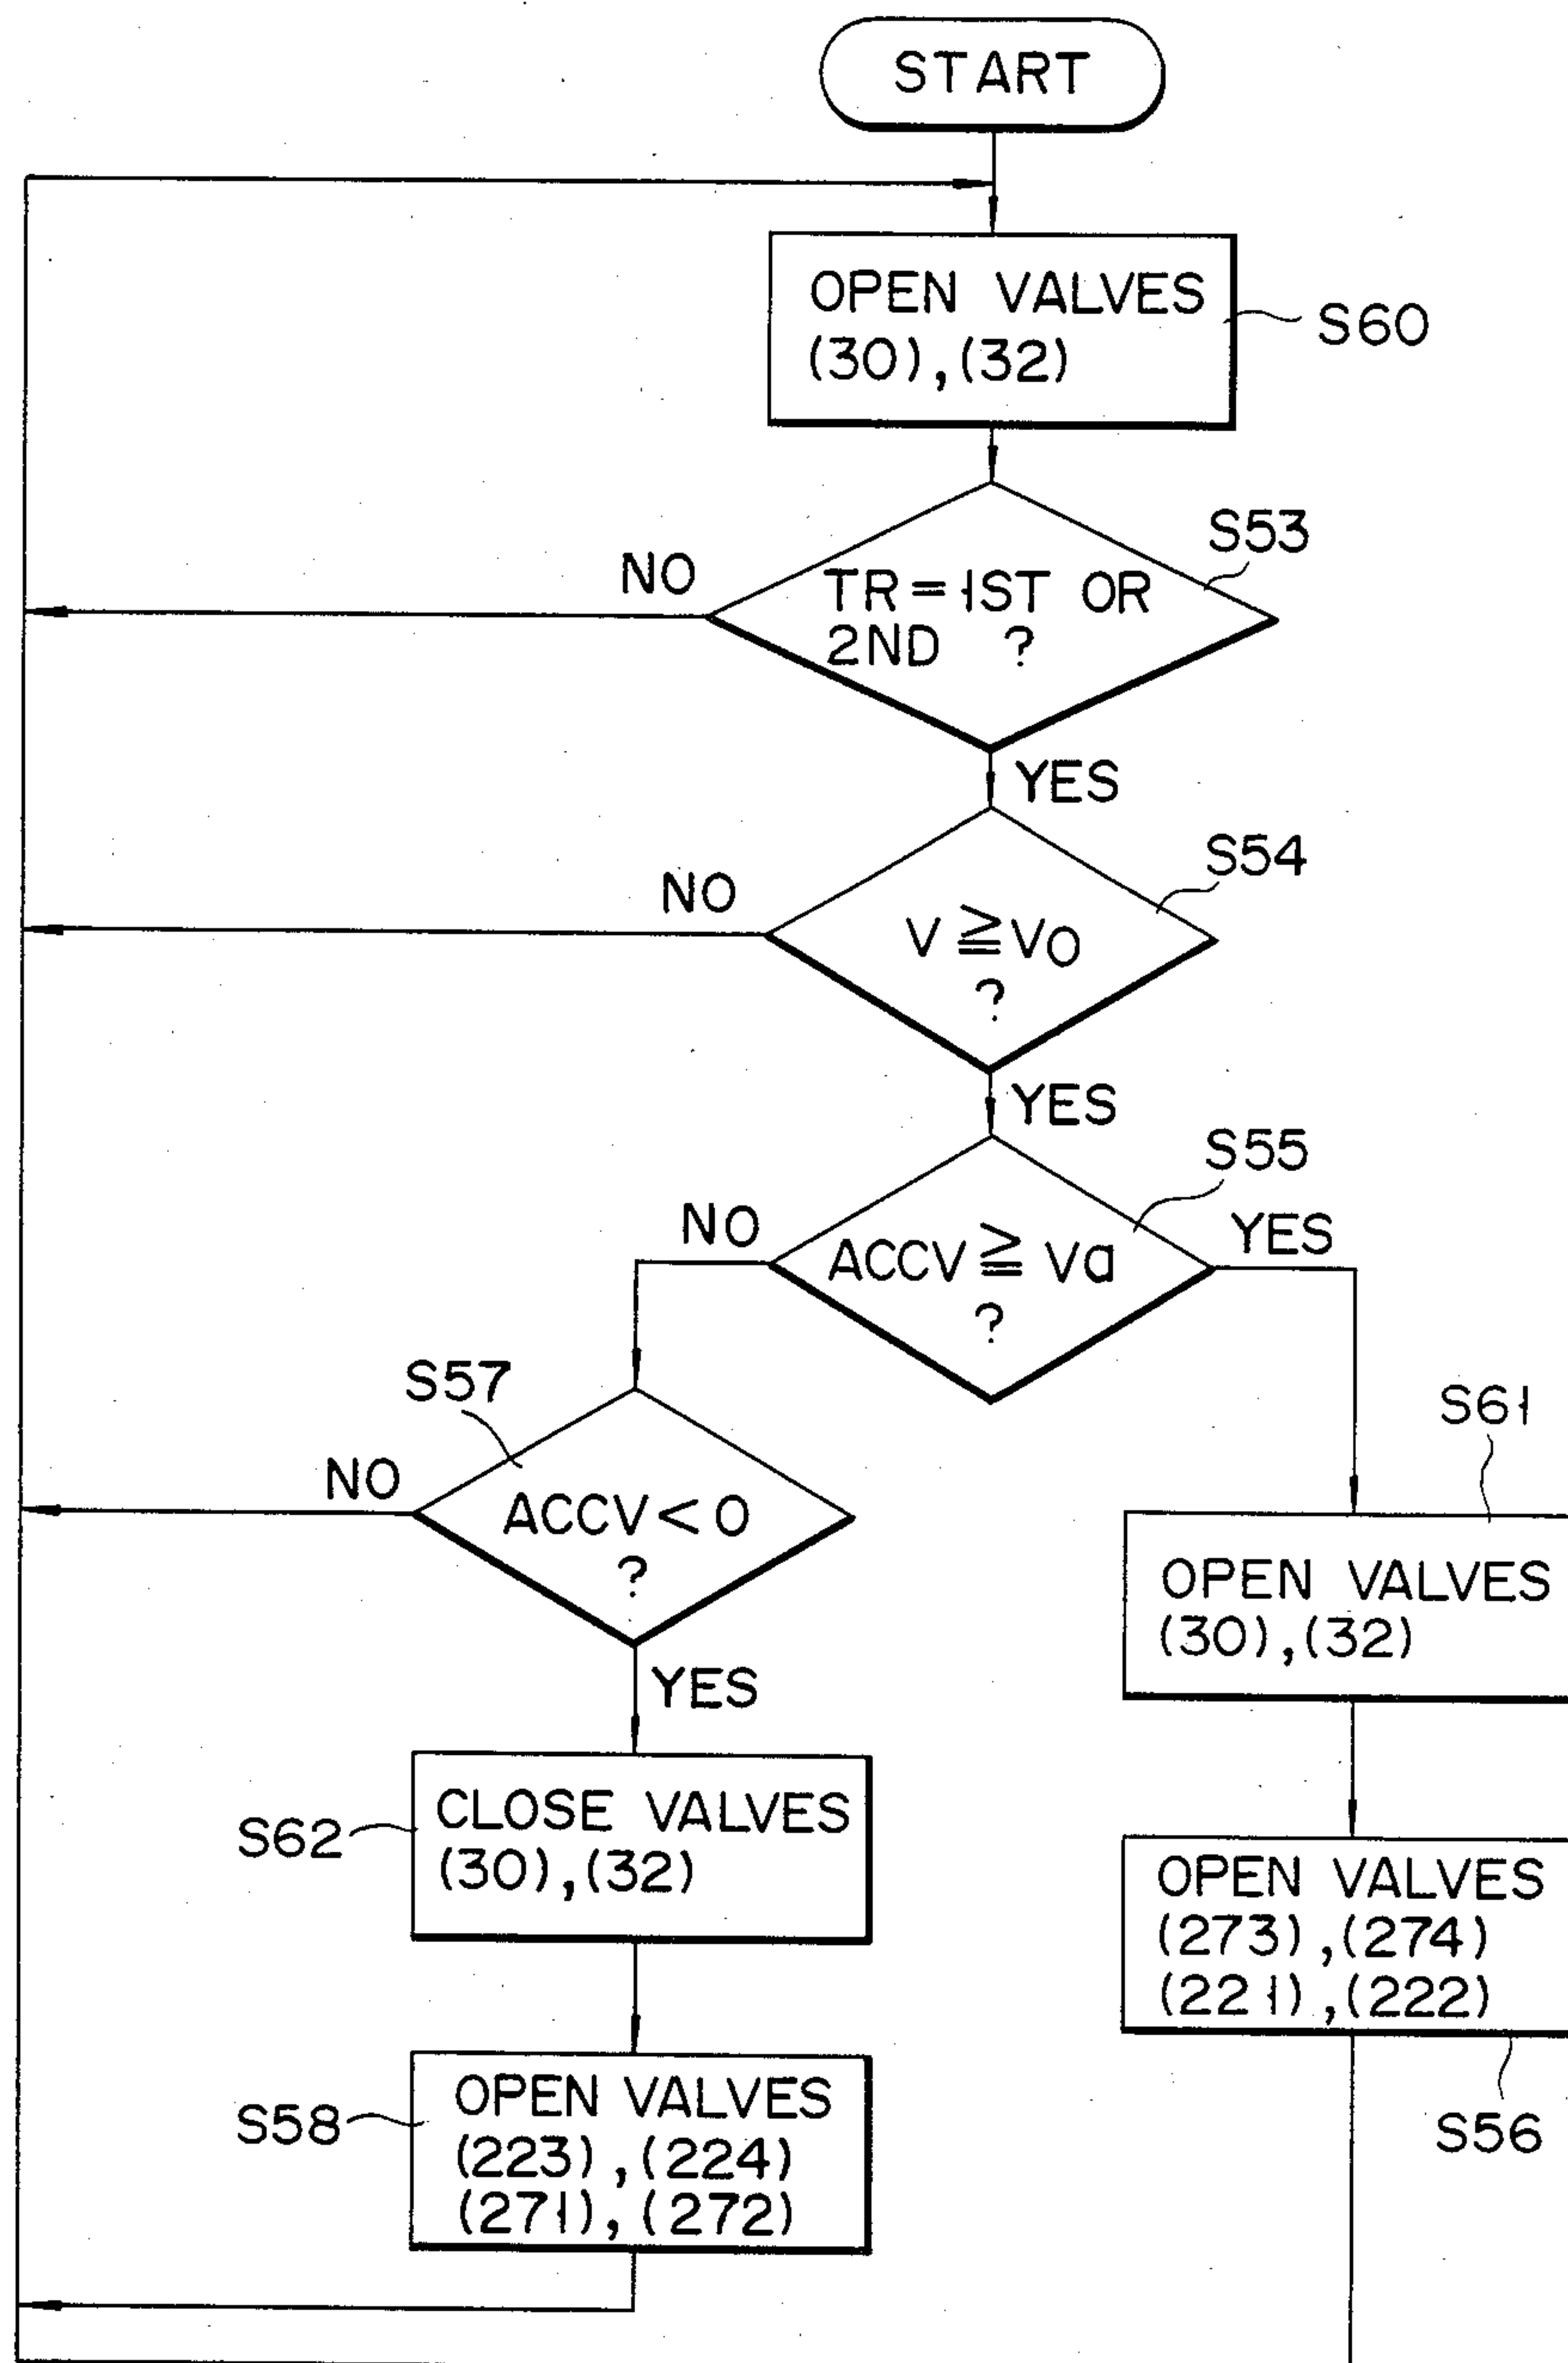 START
OPEN VALVES
(30),(32)
S60
S53
NO
TR=1ST OR
2ND ?
YES
S54
NO
V≧VO
?
YES
S55
NO
YES
ACCV≧Va
?
S57
S61
NO
ACCV<0
?
OPEN VALVES
(30),(32)
YES
CLOSE VALVES
(30),(32)
S62
OPEN VALVES
(273),(274)
(221),(222)
OPEN VALVES
(223),(224)
(271),(272)
S58
S56